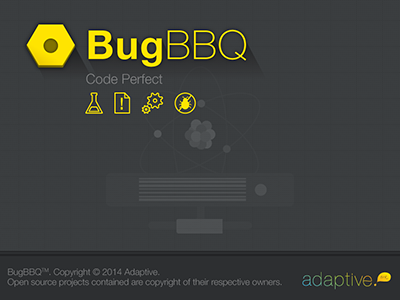 BugBBQ
Code Perfect
BugBBQ™. Copyright © 2014 Adaptive.
Open source projects contained are copyright of their respective owners.
adaptive.